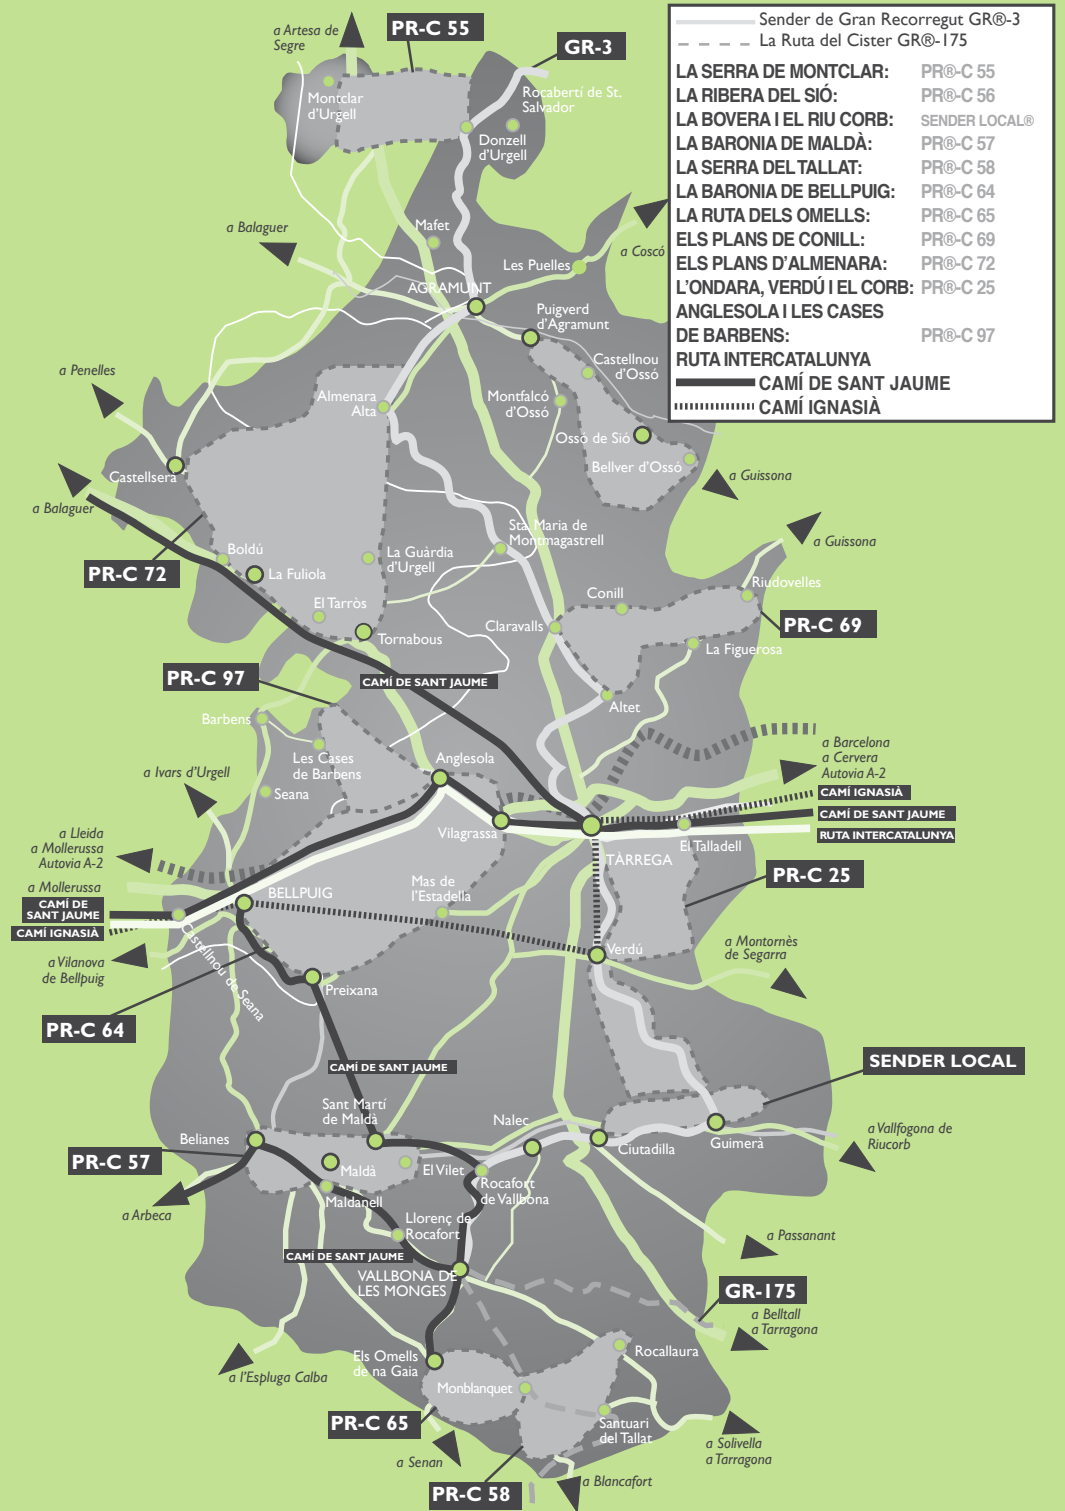 Sender de Gran Recorregut GR®-3
La Ruta del Cister GR®-175
LA SERRA DE MONTCLAR: PR®-C 55
LA RIBERA DEL SIÓ: PR®-C 56
LA BOVERA I EL RIU CORB: SENDER LOCAL®
LA BARONIA DE MALDÀ: PR®-C 57
LA SERRA DEL TALLAT: PR®-C 58
LA BARONIA DE BELLPUIG: PR®-C 64
LA RUTA DELS OMELLS: PR®-C 65
ELS PLANS DE CONILL: PR®-C 69
ELS PLANS D'ALMENARA: PR®-C 72
L'ONDARA, VERDÚ I EL CORB: PR®-C 25
ANGLESOLA I LES CASES
DE BARBENS: PR®-C 97
RUTA INTERCATALUNYA
CAMÍ DE SANT JAUME
CAMÍ IGNASIÀ
a Artesa de
Segre
PR-C 55
GR-3
Montclar
d'Urgell
Rocabertí de St.
Salvador
Donzell
d'Urgell
a Balaguer
Mafet
Les Puelles
a Coscó
AGRAMUNT
Puigverd
d'Agramunt
Castellnou
d'Ossó
a Penelles
Almenara
Alta
Montfalcó
d'Ossó
Ossó de Sió
Bellver d'Ossó
Castellserà
a Guissona
a Balaguer
Sta. Maria de
Montmagastrell
a Guissona
Boldú
La Guàrdia
d'Urgell
PR-C 72
La Fuliola
Conill
Riudovelles
El Tarròs
Claravalls
PR-C 69
Tornabous
La Figuerosa
PR-C 97
CAMÍ DE SANT JAUME
Altet
Barbens
a Barcelona
a Cervera
Autovia A-2
Les Cases
de Barbens
Anglesola
a Ivars d'Urgell
Seana
CAMÍ IGNASIÀ
CAMÍ DE SANT JAUME
RUTA INTERCATALUNYA
Vilagrassa
El Talladell
a Lleida
a Mollerussa
Autovia A-2
TÀRREGA
PR-C 25
a Mollerussa
BELLPUIG
Mas de
l'Estadella
CAMÍ DE
SANT JAUME
CAMÍ IGNASIÀ
Castellnou de Seana
Verdú
a Montornès
de Segarra
a Vilanova
de Bellpuig
Preixana
PR-C 64
CAMÍ DE SANT JAUME
SENDER LOCAL
Sant Martí
de Maldà
Nalec
Belianes
Ciutadilla
Guimerà
a Vallfogona de
Riucorb
PR-C 57
Maldà
El Vilet
Rocafort
de Vallbona
Maldanell
a Arbeca
Llorenç de
Rocafort
a Passanant
CAMÍ DE SANT JAUME
VALLBONA DE
LES MONGES
GR-175
a Belltall
a Tarragona
Els Omells
de na Gaia
Rocallaura
a l'Espluga Calba
Monblanquet
PR-C 65
Santuari
del Tallat
a Solivella
a Tarragona
a Senan
a Blancafort
PR-C 58